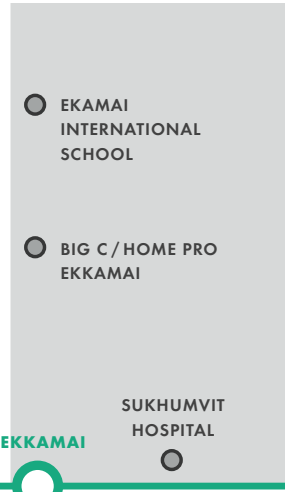 EKAMAI
INTERNATIONAL
SCHOOL
BIG C / HOME PRO
EKKAMAI
SUKHUMVIT
HOSPITAL
EKKAMAI